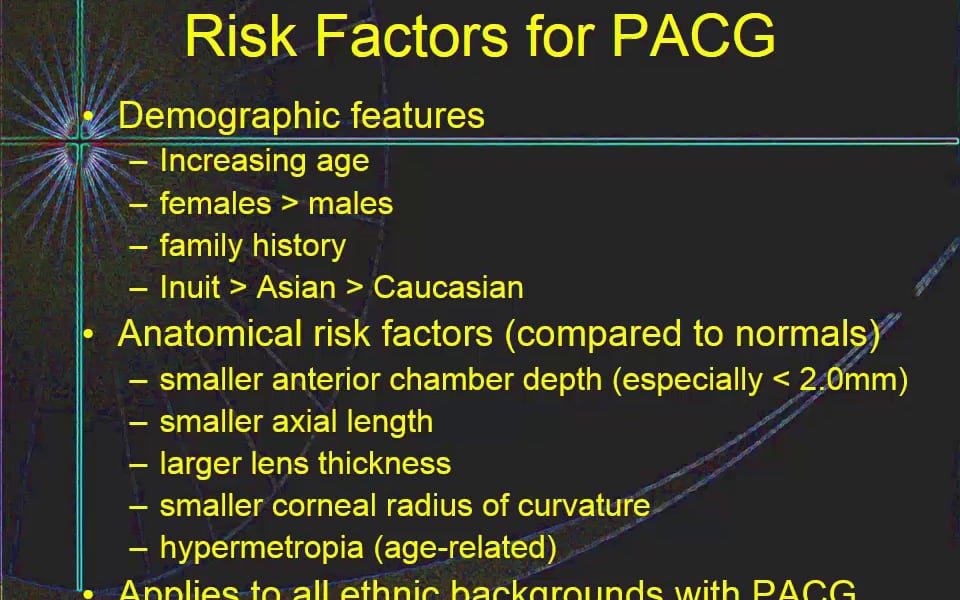 Risk Factors for PACG
• Demographic features
– Increasing age
– females > males
– family history
– Inuit > Asian > Caucasian
• Anatomical risk factors (compared to normals)
– smaller anterior chamber depth (especially < 2.0mm)
– smaller axial length
– larger lens thickness
– smaller corneal radius of curvature
– hypermetropia (age-related)
• Applies to all ethnic backgrounds with PACG